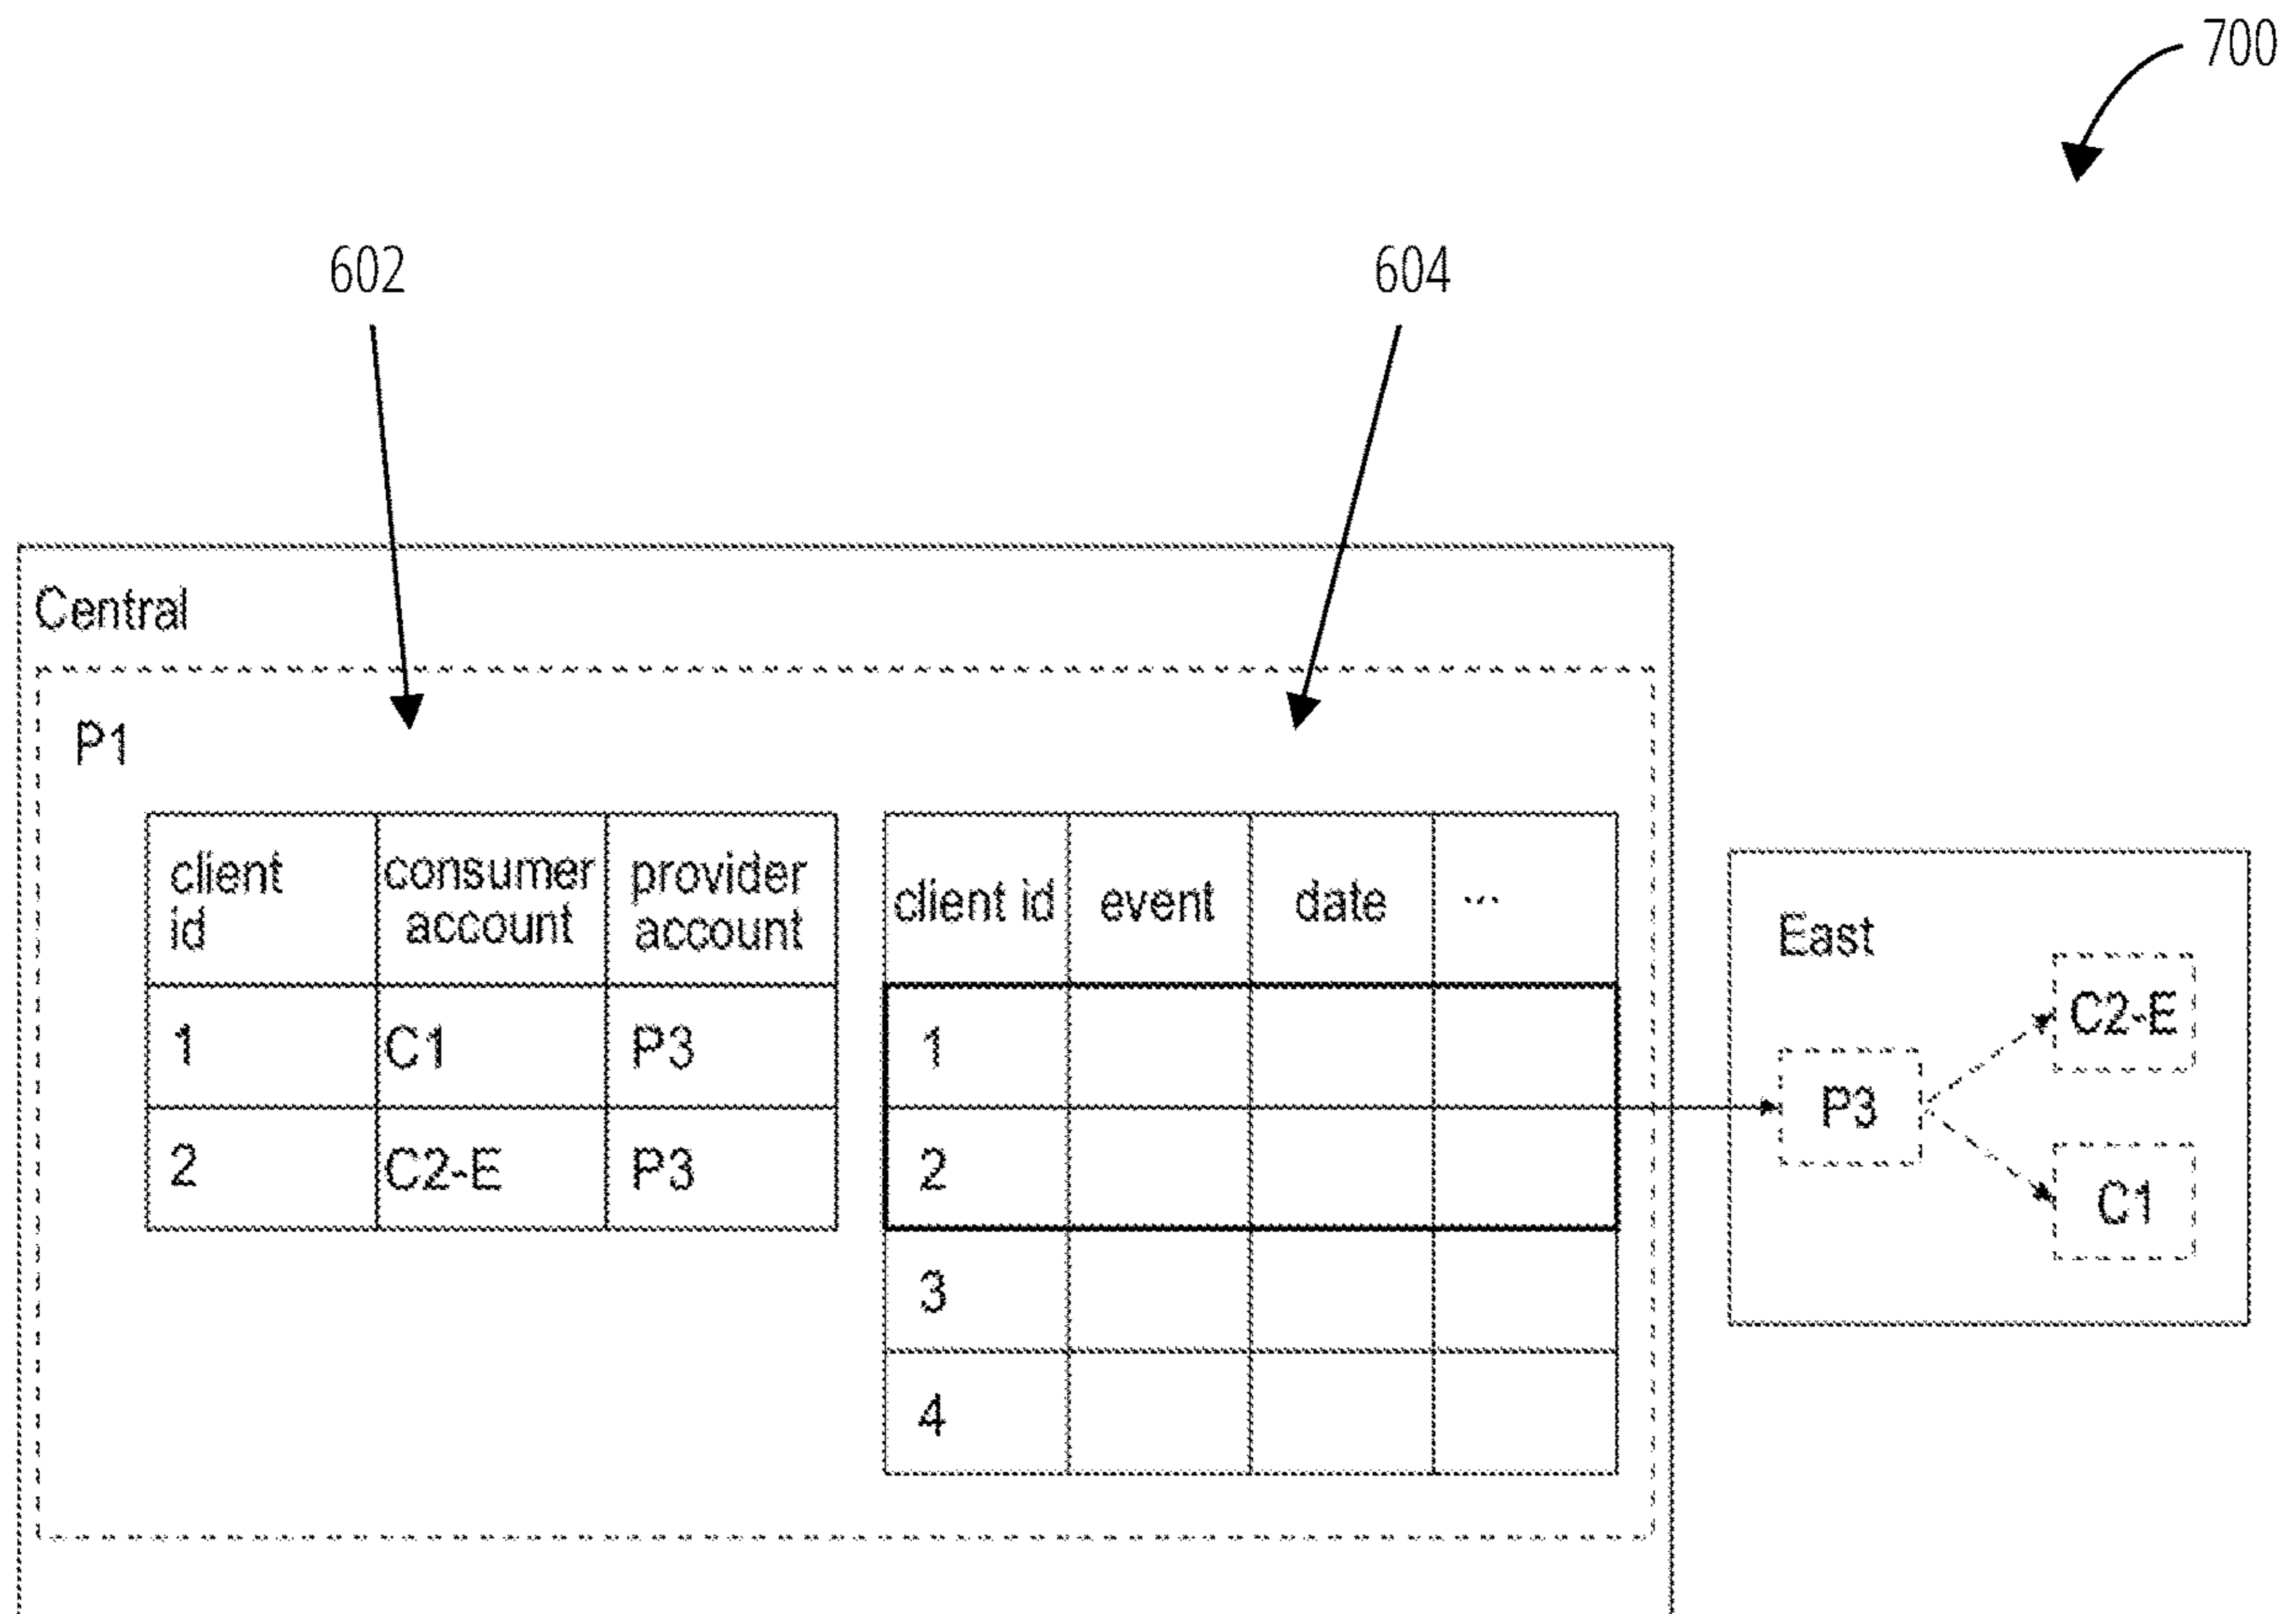 700
602 604
Central
P1
client consumer provider
id account account
client id event date ...
1 C1 P3
2 C2-E P3
1
2
3
4
East
C2-E
P3
C1